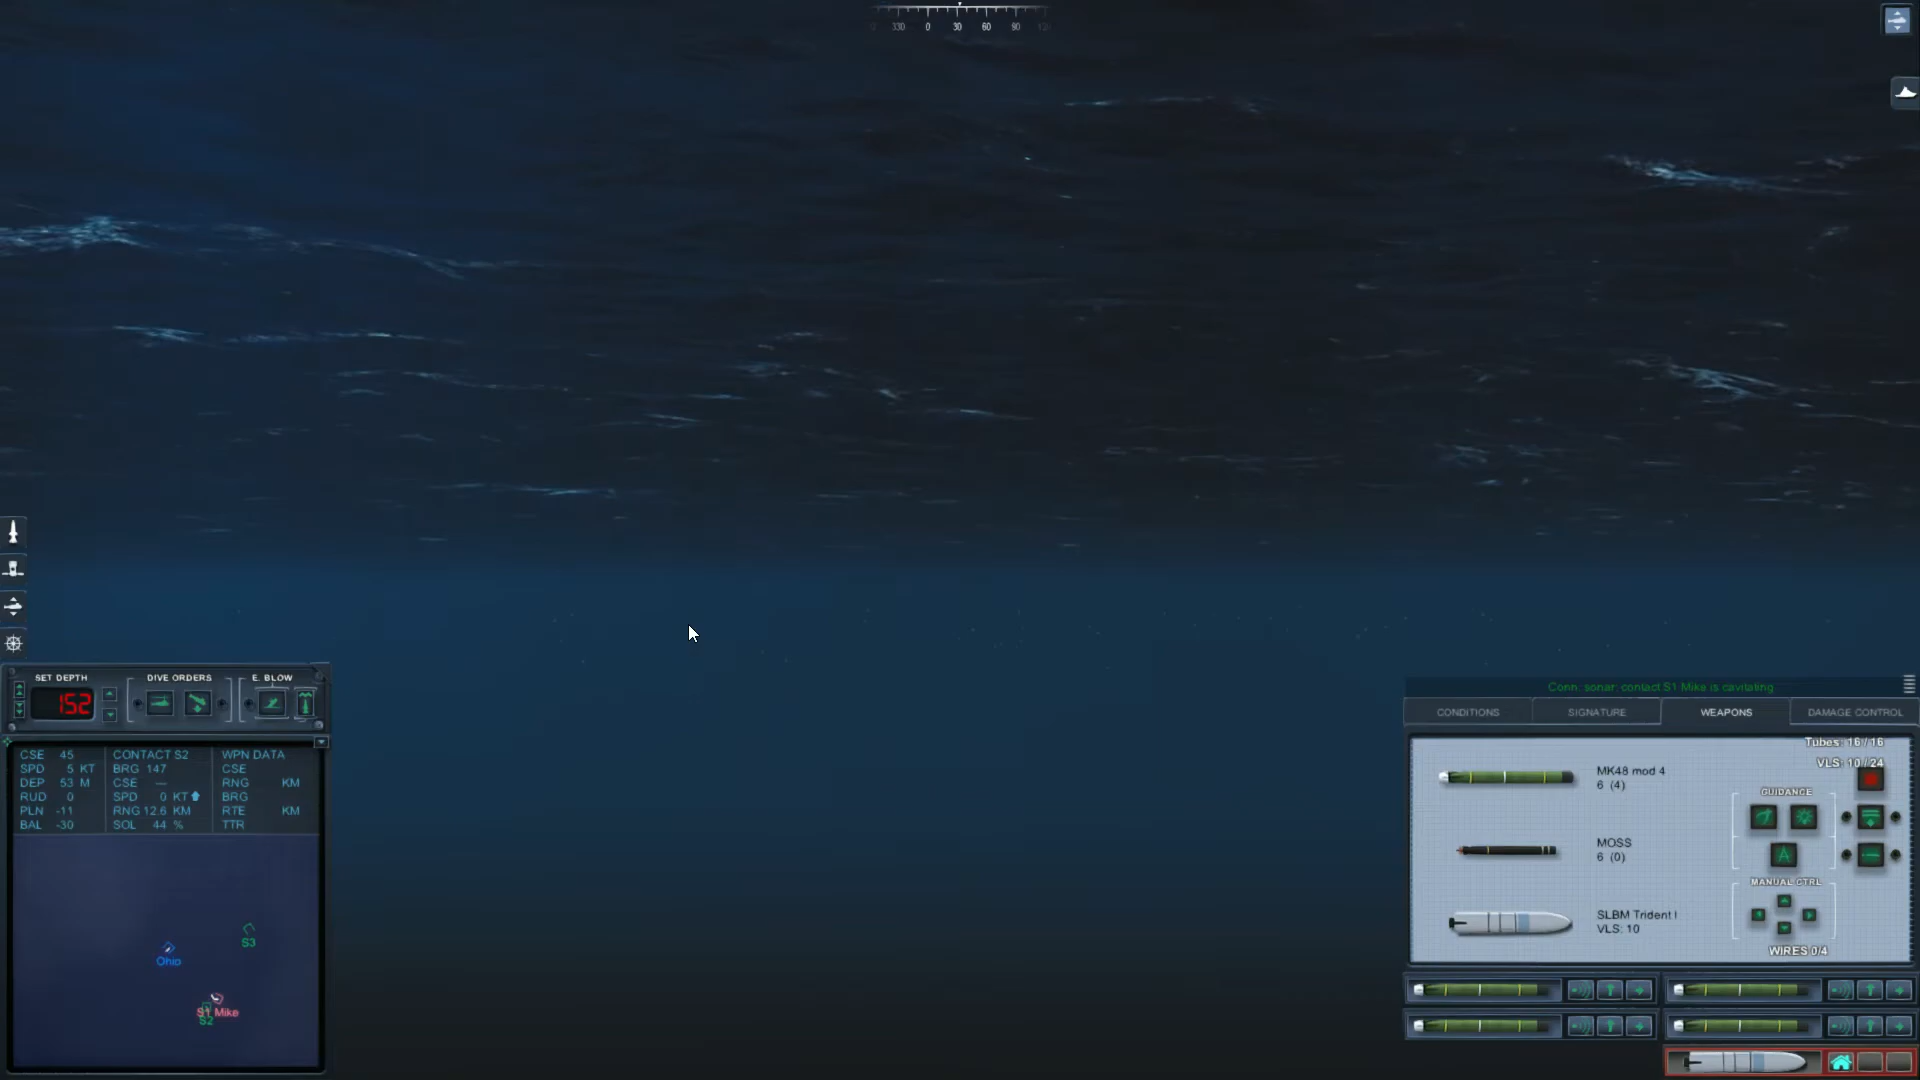 330 0 30 60 90
SET DEPTH
152
DIVE ORDERS
E. BLOW
CSE 45
SPD 5 KT
DEP 53 M
RUD 0
PLN -11
BAL -30
CONTACT S2
BRG 147
CSE ---
SPD 0 KT
RNG 12.6 KM
SOL 44 %
WPN DATA
CSE
RNG KM
BRG
RTE KM
TTR
S3
Ohio
S1 Mike
S2
Conn: sonar: contact S1 Mike is cavitating
CONDITIONS
SIGNATURE
WEAPONS
DAMAGE CONTROL
Tubes: 16 / 16
VLS: 10 / 24
MK48 mod 4
6 (4)
MOSS
6 (0)
SLBM Trident I
VLS: 10
GUIDANCE
A
MANUAL CTRL
WIRES 0/4